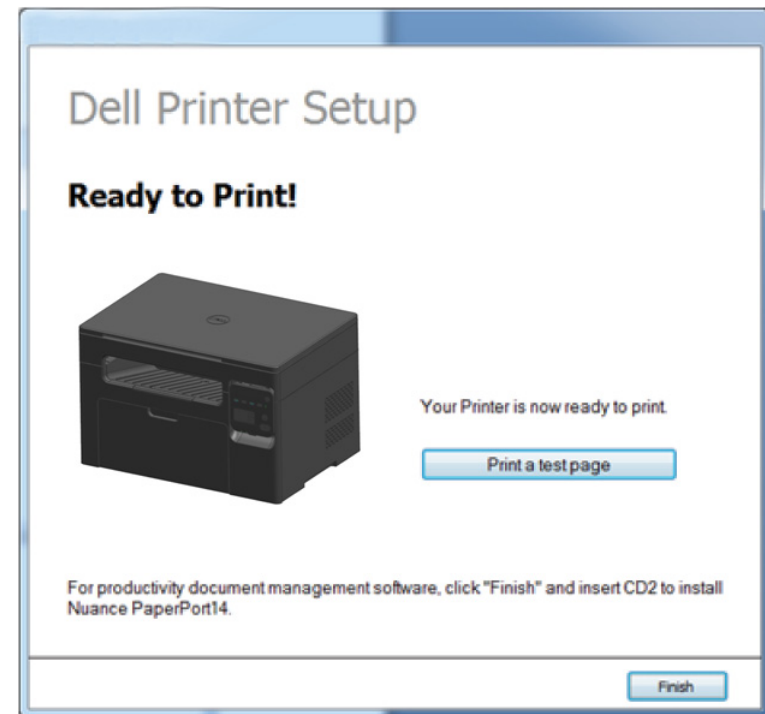 Dell Printer Setup
Ready to Print!
Your Printer is now ready to print.
Print a test page
For productivity document management software, click "Finish" and insert CD2 to install
Nuance PaperPort14.
Finish